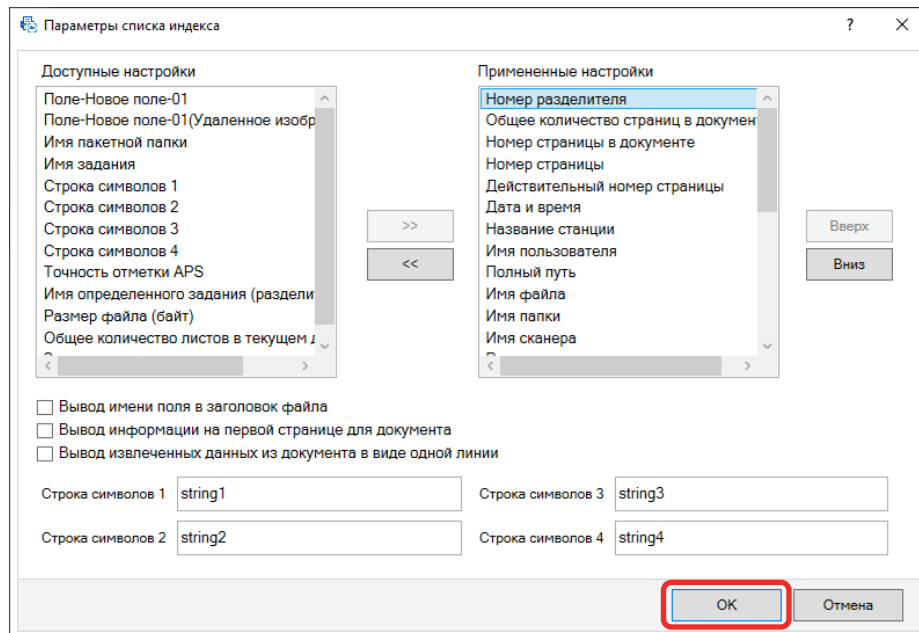 Параметры списка индекса
?
Доступные настройки
Поле-Новое поле-01
Поле-Новое поле-01(Удаленное изобр
Имя пакетной папки
Имя задания
Строка символов 1
Строка символов 2
Строка символов 3
Строка символов 4
Точность отметки APS
Имя определенного задания (раздели
Размер файла (байт)
Общее количество листов в текущем
>>
<<
Примененные настройки
Номер разделителя
Общее количество страниц в докумен
Номер страницы в документе
Номер страницы
Действительный номер страницы
Дата и время
Название станции
Имя пользователя
Полный путь
Имя файла
Имя папки
Имя сканера
Вверх
Вниз
Вывод имени поля в заголовок файла
Вывод информации на первой странице для документа
Вывод извлеченных данных из документа в виде одной линии
Строка символов 1 string1
Строка символов 3 string3
Строка символов 2 string2
Строка символов 4 string4
OK
Отмена